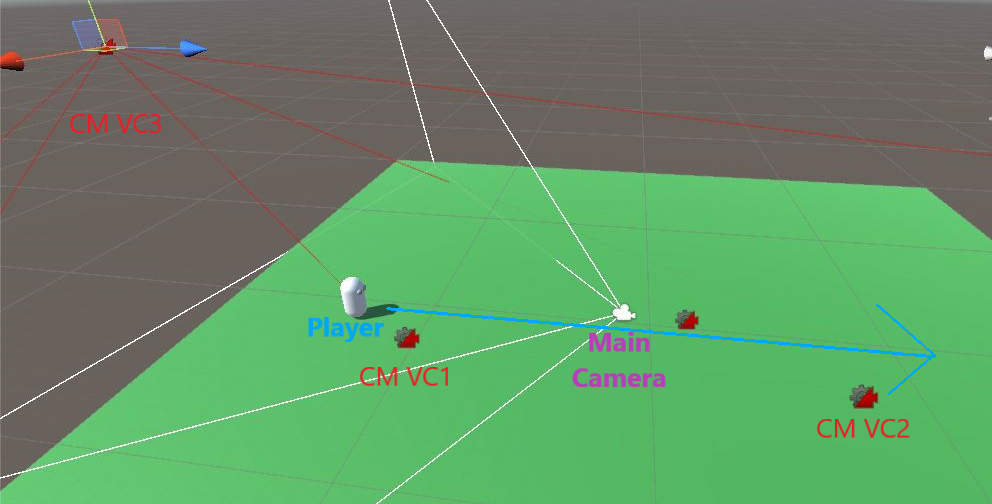 CM VC3
Player
CM VC1
Main
Camera
CM VC2